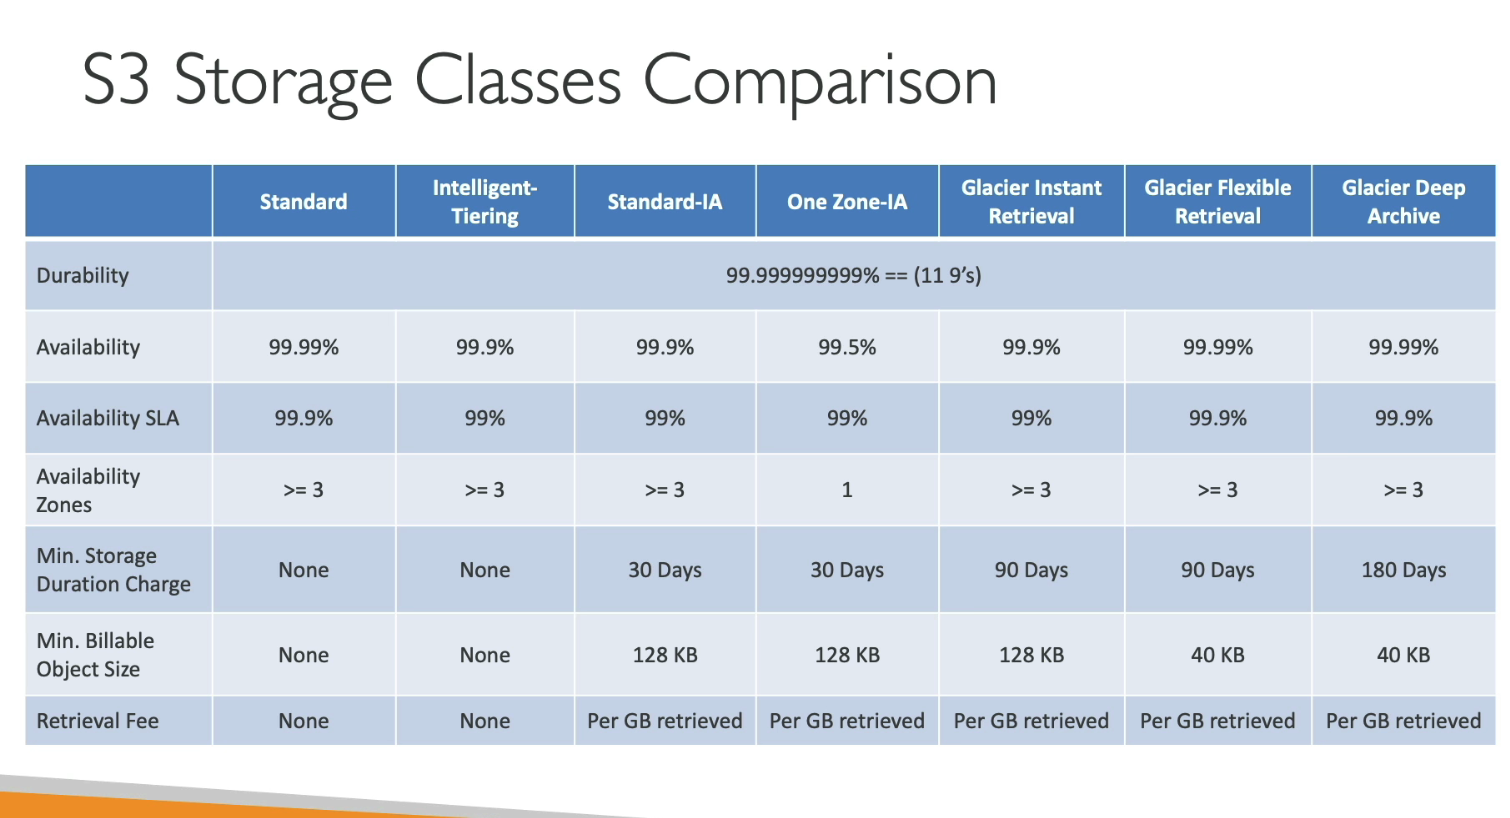 S3 Storage Classes Comparison
Standard
Intelligent-
Tiering
Standard-IA
One Zone-IA
Glacier Instant
Retrieval
Glacier Flexible
Retrieval
Glacier Deep
Archive
Durability
99.999999999% == (11 9’s)
Availability
99.99%
99.9%
99.9%
99.5%
99.9%
99.99%
99.99%
Availability SLA
99.9%
99%
99%
99%
99%
99.9%
99.9%
Availability
Zones
>= 3
>= 3
>= 3
1
>= 3
>= 3
>= 3
Min. Storage
Duration Charge
None
None
30 Days
30 Days
90 Days
90 Days
180 Days
Min. Billable
Object Size
None
None
128 KB
128 KB
128 KB
40 KB
40 KB
Retrieval Fee
None
None
Per GB retrieved
Per GB retrieved
Per GB retrieved
Per GB retrieved
Per GB retrieved